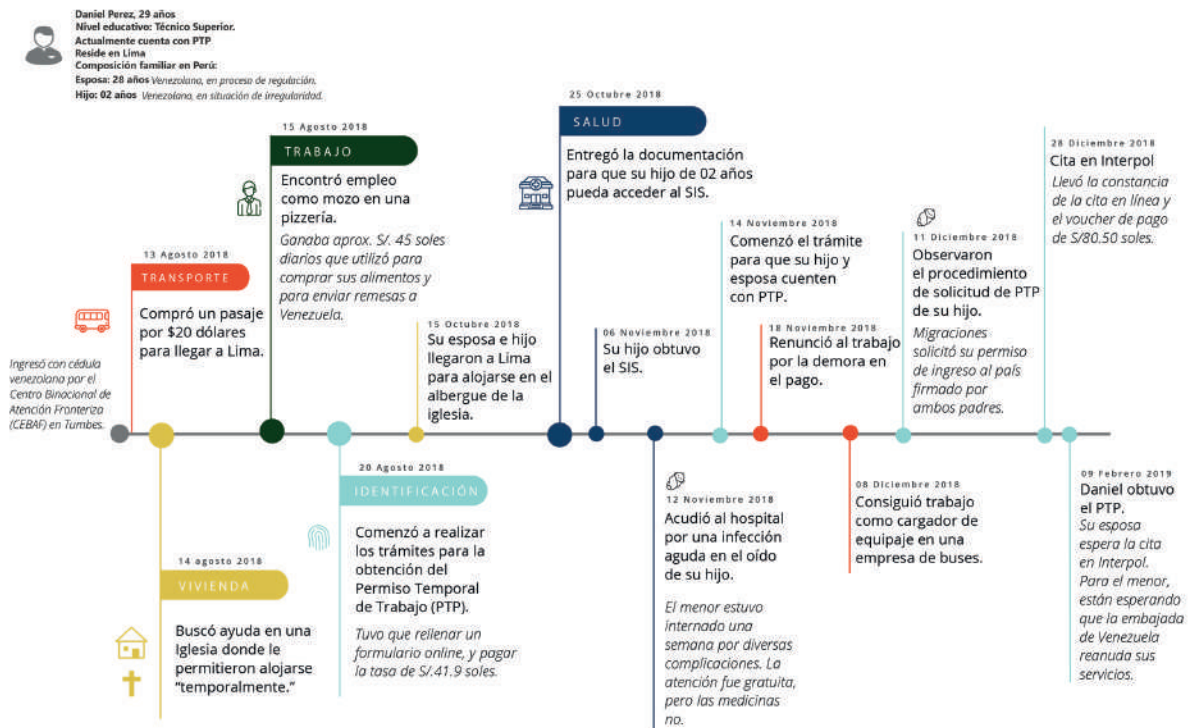 Daniel Perez, 29 años
Nivel educativo: Técnico Superior.
Actualmente cuenta con PTP
Reside en Lima
Composición familiar en Perú:
Esposa: 28 años Venezolana, en proceso de regulación.
Hijo: 02 años Venezolano, en situación de irregularidad.
Ingresó con cédula
venezolana por el
Centro Binacional de
Atención Fronteriza
(CEBAF) en Tumbes.
13 Agosto 2018
TRANSPORTE
Compró un pasaje
por $20 dólares
para llegar a Lima.
14 agosto 2018
VIVIENDA
Buscó ayuda en una
Iglesia donde le
permitieron alojarse
“temporalmente.”
15 Agosto 2018
TRABAJO
Encontró empleo
como mozo en una
pizzería.
Ganaba aprox. S/. 45 soles
diarios que utilizó para
comprar sus alimentos y
para enviar remesas a
Venezuela.
20 Agosto 2018
IDENTIFICACIÓN
Comenzó a realizar
los trámites para la
obtención del
Permiso Temporal
de Trabajo (PTP).
Tuvo que rellenar un
formulario online, y pagar
la tasa de S/.41.9 soles.
15 Octubre 2018
Su esposa e hijo
llegaron a Lima
para alojarse en el
albergue de la
iglesia.
25 Octubre 2018
SALUD
Entregó la documentación
para que su hijo de 02 años
pueda acceder al SIS.
06 Noviembre 2018
Su hijo obtuvo
el SIS.
12 Noviembre 2018
Acudió al hospital
por una infección
aguda en el oído
de su hijo.
El menor estuvo
internado una
semana por diversas
complicaciones. La
atención fue gratuita,
pero las medicinas
no.
14 Noviembre 2018
Comenzó el trámite
para que su hijo y
esposa cuenten
con PTP.
18 Noviembre 2018
Renunció al trabajo
por la demora en
el pago.
08 Diciembre 2018
Consiguió trabajo
como cargador de
equipaje en una
empresa de buses.
11 Diciembre 2018
Observaron
el procedimiento
de solicitud de PTP
de su hijo.
Migraciones
solicitó su permiso
de ingreso al país
firmado por
ambos padres.
28 Diciembre 2018
Cita en Interpol
Llevó la constancia
de la cita en línea y
el voucher de pago
de S/80.50 soles.
09 Febrero 2019
Daniel obtuvo
el PTP.
Su esposa
espera la cita
en Interpol.
Para el menor,
están esperando
que la embajada
de Venezuela
reanuda sus
servicios.